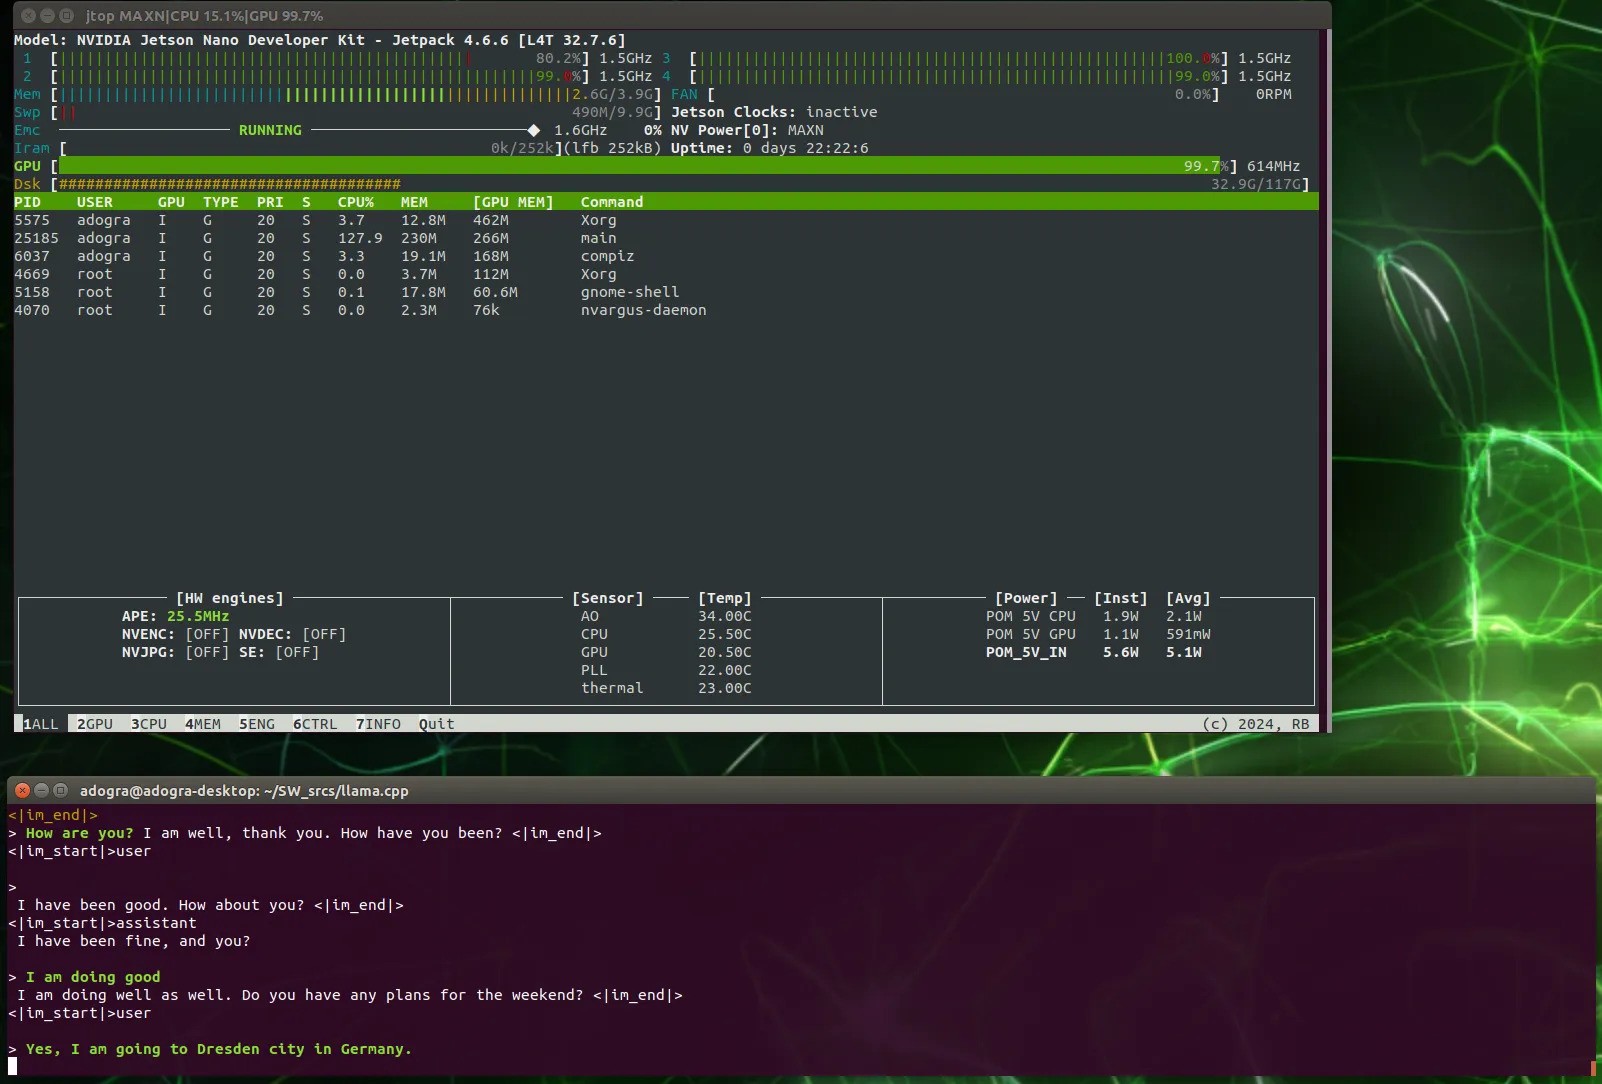 jtop MAXN|CPU 15.1%|GPU 99.7%
Model: NVIDIA Jetson Nano Developer Kit - Jetpack 4.6.6 [L4T 32.7.6]
1 [ 80.2%] 1.5GHz 3 [ 100.0%] 1.5GHz
2 [ 99.0%] 1.5GHz 4 [ 99.0%] 1.5GHz
Mem [ 2.6G/3.9G] FAN [ 0.0%] 0RPM
Swp [ 490M/9.9G] Jetson Clocks: inactive
Emc RUNNING 1.6GHz 0% NV Power[0]: MAXN
Iram [ 0k/252k](lfb 252kB) Uptime: 0 days 22:22:6
GPU [ 99.7%] 614MHz
Dsk [###################################### 32.9G/117G]
PID USER GPU TYPE PRI S CPU% MEM [GPU MEM] Command
5575 adogra I G 20 S 3.7 12.8M 462M Xorg
25185 adogra I G 20 S 127.9 230M 266M main
6037 adogra I G 20 S 3.3 19.1M 168M compiz
4669 root I G 20 S 0.0 3.7M 112M Xorg
5158 root I G 20 S 0.1 17.8M 60.6M gnome-shell
4070 root I G 20 S 0.0 2.3M 76k nvargus-daemon
[HW engines] [Sensor] [Temp] [Power] [Inst] [Avg]
APE: 25.5MHz AO 34.00C POM 5V CPU 1.9W 2.1W
NVENC: [OFF] NVDEC: [OFF] CPU 25.50C POM 5V GPU 1.1W 591mW
NVJPG: [OFF] SE: [OFF] GPU 20.50C POM_5V_IN 5.6W 5.1W
PLL 22.00C
thermal 23.00C
1ALL 2GPU 3CPU 4MEM 5ENG 6CTRL 7INFO Quit (c) 2024, RB
adogra@adogra-desktop: ~/SW_srcs/llama.cpp
<|im_end|>
> How are you? I am well, thank you. How have you been? <|im_end|>
<|im_start|>user
>
I have been good. How about you? <|im_end|>
<|im_start|>assistant
I have been fine, and you?
> I am doing good
I am doing well as well. Do you have any plans for the weekend? <|im_end|>
<|im_start|>user
> Yes, I am going to Dresden city in Germany.